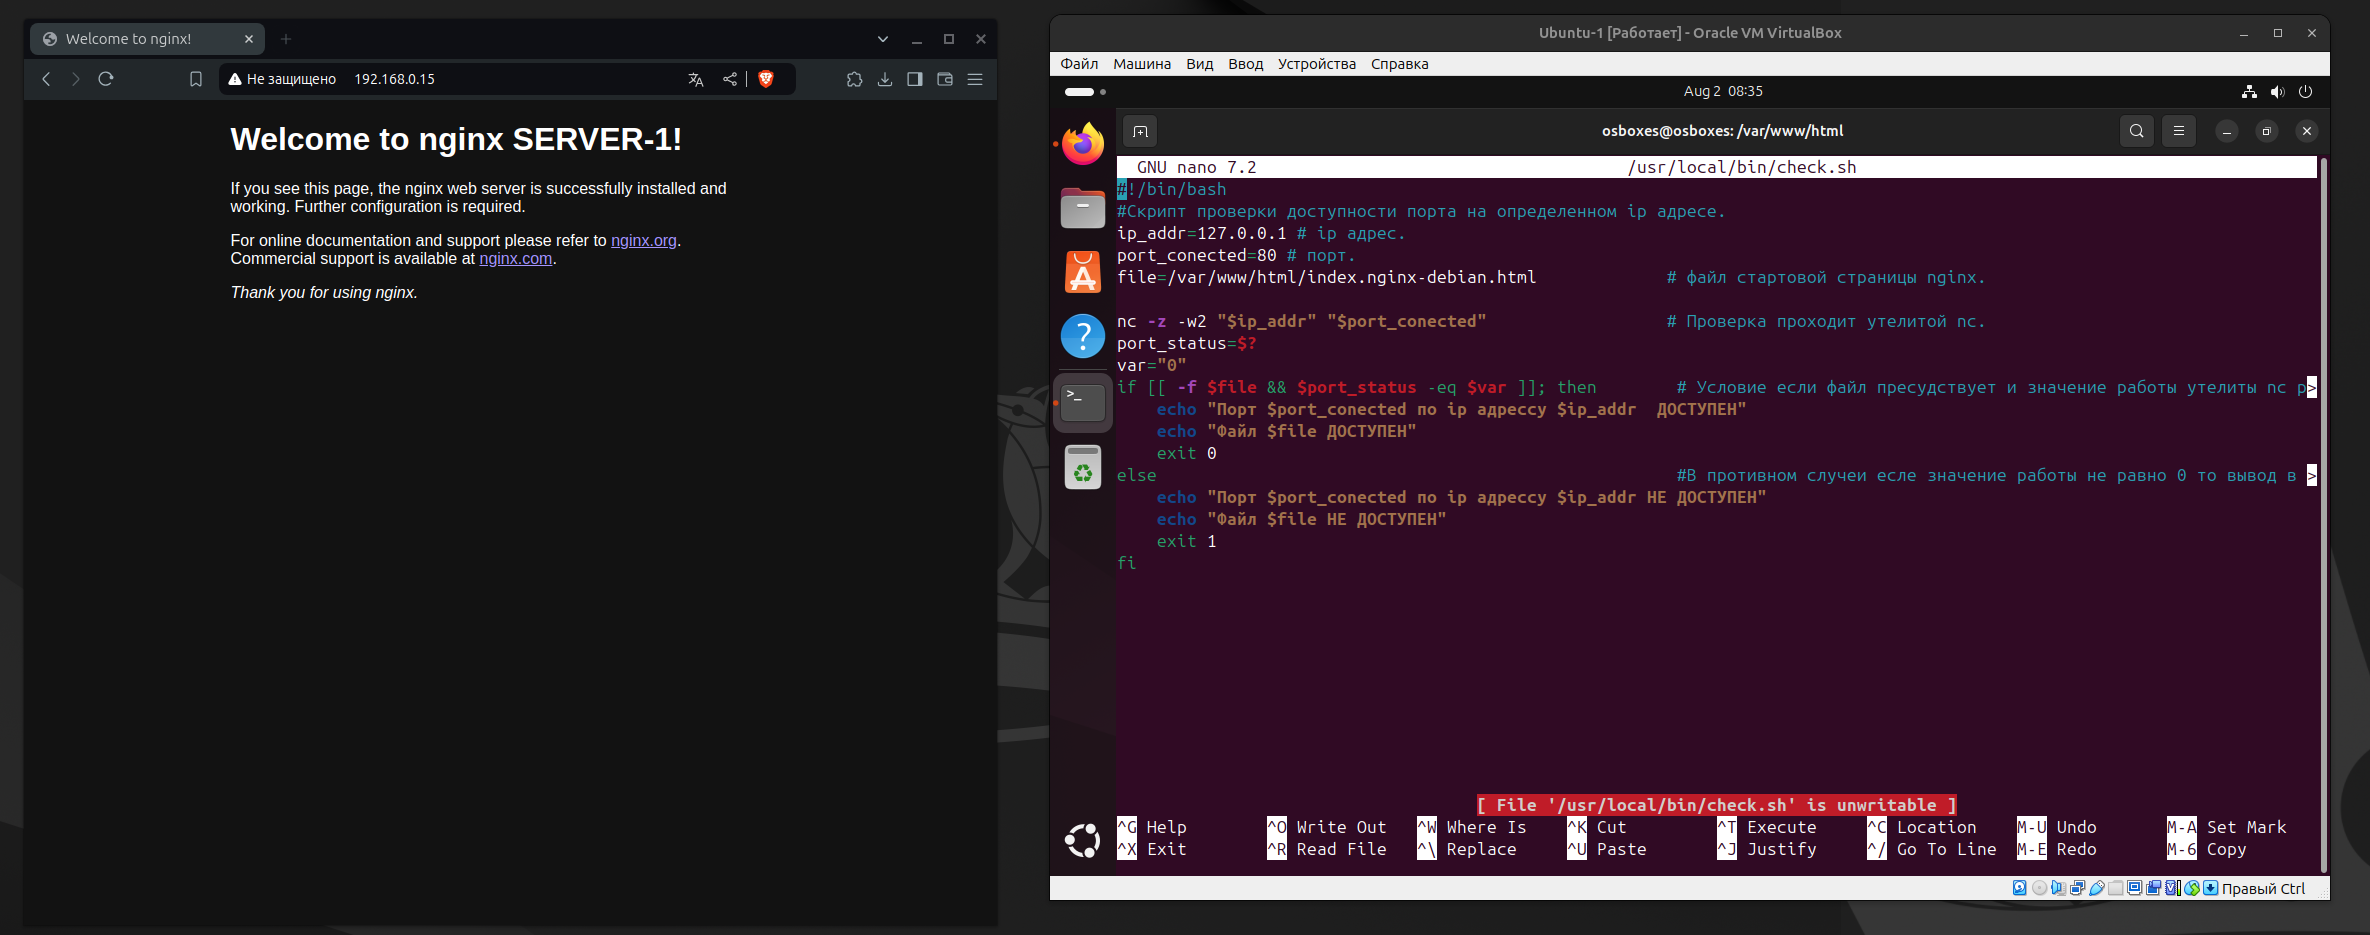 Welcome to nginx!
Не защищено 192.168.0.15
Welcome to nginx SERVER-1!
If you see this page, the nginx web server is successfully installed and
working. Further configuration is required.
For online documentation and support please refer to nginx.org.
Commercial support is available at nginx.com.
Thank you for using nginx.
Ubuntu-1 [Работает] - Oracle VM VirtualBox
Файл Машина Вид Ввод Устройства Справка
Aug 2 08:35
osboxes@osboxes: /var/www/html
GNU nano 7.2 /usr/local/bin/check.sh
#!/bin/bash
#Скрипт проверки доступности порта на определенном ip адресе.
ip_addr=127.0.0.1 # ip адрес.
port_conected=80 # порт.
file=/var/www/html/index.nginx-debian.html # файл стартовой страницы nginx.
nc -z -w2 "$ip_addr" "$port_conected" # Проверка проходит утелитой nc.
port_status=$?
var="0"
if [[ -f $file && $port_status -eq $var ]]; then # Условие если файл пресудствует и значение работы утелиты nc р>
echo "Порт $port_conected по ip адрессу $ip_addr  ДОСТУПЕН"
echo "Файл $file ДОСТУПЕН"
exit 0
else #В противном случеи есле значение работы не равно 0 то вывод в >
echo "Порт $port_conected по ip адрессу $ip_addr НЕ ДОСТУПЕН"
echo "Файл $file НЕ ДОСТУПЕН"
exit 1
fi
[ File '/usr/local/bin/check.sh' is unwritable ]
^G Help ^O Write Out ^W Where Is ^K Cut ^T Execute ^C Location M-U Undo M-A Set Mark
^X Exit ^R Read File ^\ Replace ^U Paste ^J Justify ^/ Go To Line M-E Redo M-6 Copy
Правый Ctrl